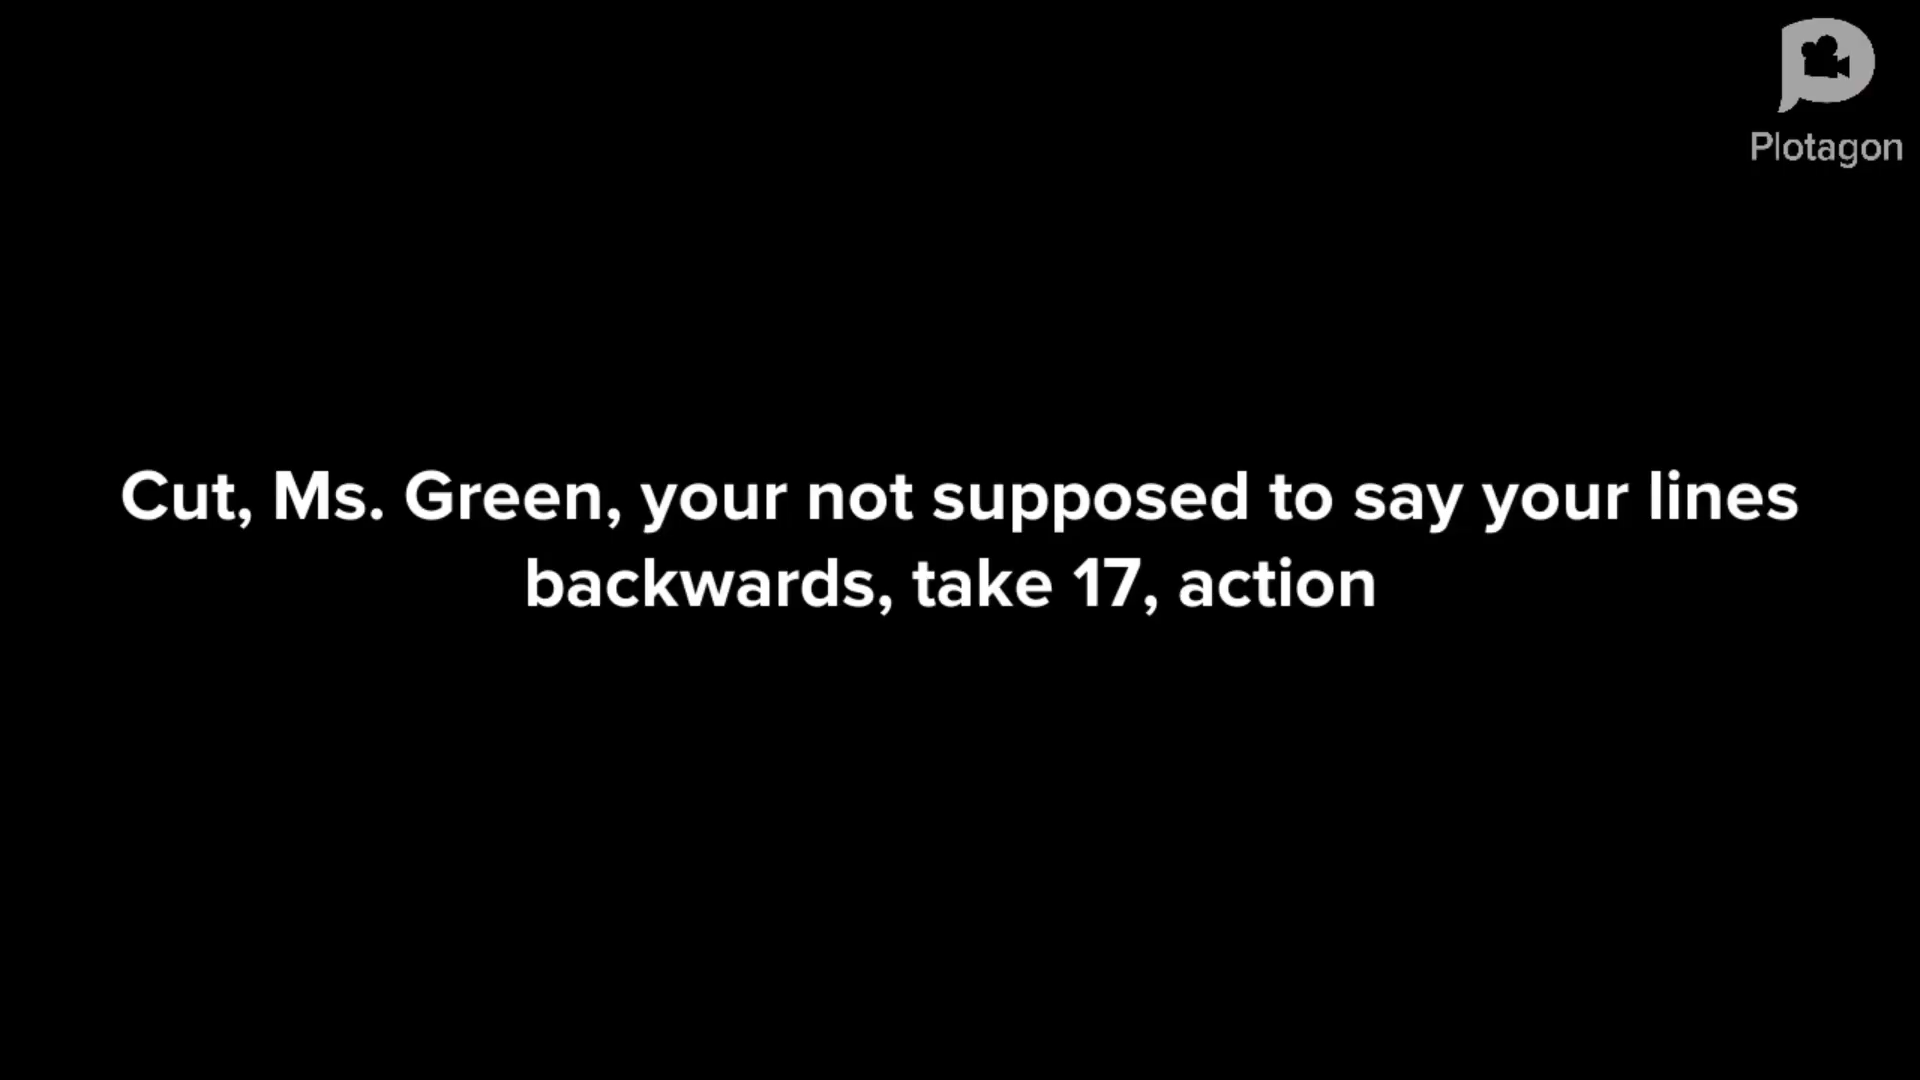 Plotagon
Cut, Ms. Green, your not supposed to say your lines
backwards, take 17, action